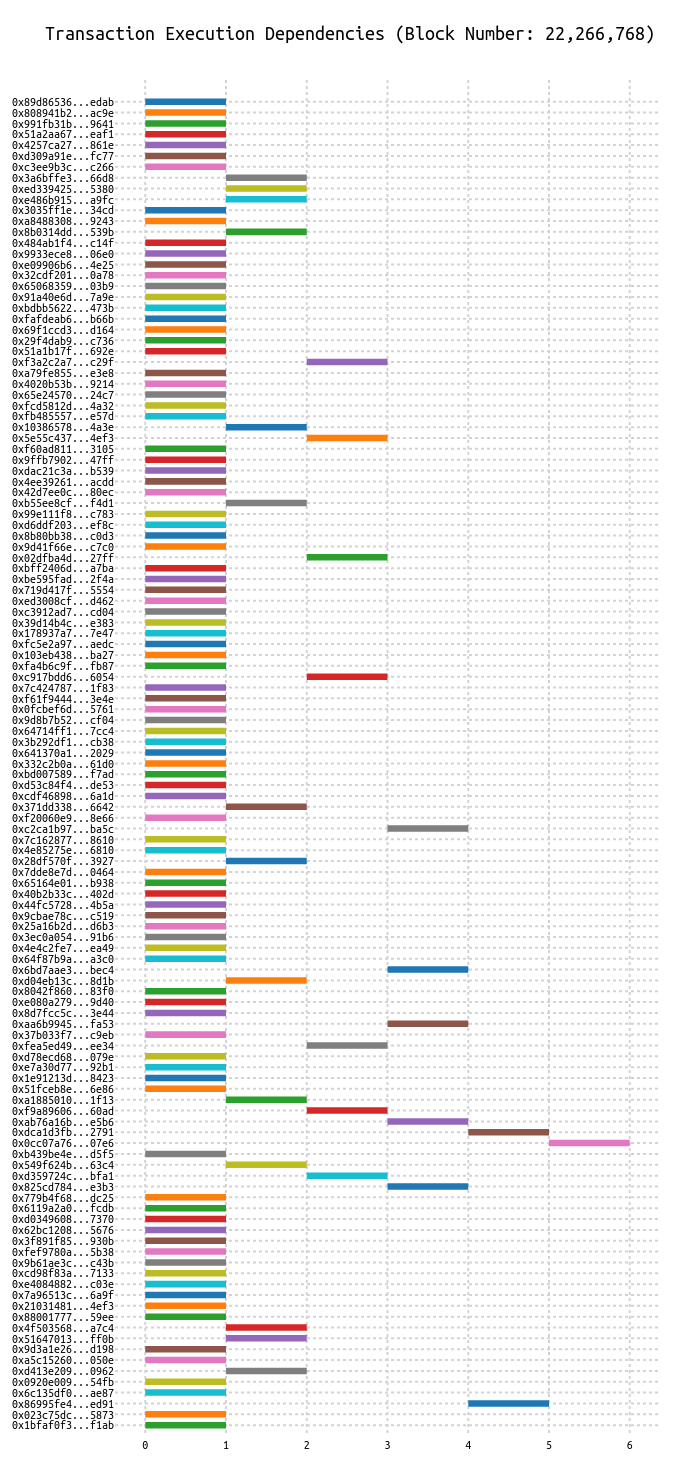 Transaction Execution Dependencies (Block Number: 22,266,768)
0x89d86536...edab
0x808941b2...ac9e
0x991fb31b...9641
0x51a2aa67...eaf1
0x4257ca27...861e
0xd309a91e...fc77
0xc3ee9b3c...c266
0x3a6bffe3...66d8
0xed339425...5380
0xe486b915...a9fc
0x3035ff1e...34cd
0xa8488308...9243
0x8b0314dd...539b
0x484ab1f4...c14f
0x9933ece8...06e0
0xe09906b6...4e25
0x32cdf201...0a78
0x65068359...03b9
0x91a40e6d...7a9e
0xbdbb5622...473b
0xfafdeab6...b66b
0x69f1ccd3...d164
0x29f4dab9...c736
0x51a1b17f...692e
0xf3a2c2a7...c29f
0xa79fe855...e3e8
0x4020b53b...9214
0x65e24570...24c7
0xfcd5812d...4a32
0xfb485557...e57d
0x10386578...4a3e
0x5e55c437...4ef3
0xf60ad811...3105
0x9ffb7902...47ff
0xdac21c3a...b539
0x4ee39261...acdd
0x42d7ee0c...80ec
0xb55ee8cf...f4d1
0x99e111f8...c783
0xd6ddf203...ef8c
0x8b80bb38...c0d3
0x9d41f66e...c7c0
0x02dfba4d...27ff
0xbff2406d...a7ba
0xbe595fad...2f4a
0x719d417f...5554
0xed3008cf...d462
0xc3912ad7...cd04
0x39d14b4c...e383
0x178937a7...7e47
0xfc5e2a97...aedc
0x103eb438...ba27
0xfa4b6c9f...fb87
0xc917bdd6...6054
0x7c424787...1f83
0xf61f9444...3e4e
0x0fcbef6d...5761
0x9d8b7b52...cf04
0x64714ff1...7cc4
0x3b292df1...cb38
0x641370a1...2029
0x332c2b0a...61d0
0xbd007589...f7ad
0xd53c84f4...de53
0xcdf46898...6a1d
0x371dd338...6642
0xf20060e9...8e66
0xc2ca1b97...ba5c
0x7c162877...8610
0x4e85275e...6810
0x28df570f...3927
0x7dde8e7d...0464
0x65164e01...b938
0x40b2b33c...402d
0x44fc5728...4b5a
0x9cbae78c...c519
0x25a16b2d...d6b3
0x3ec0a054...91b6
0x4e4c2fe7...ea49
0x64f87b9a...a3c0
0x6bd7aae3...bec4
0xd04eb13c...8d1b
0x8042f860...83f0
0xe080a279...9d40
0x8d7fcc5c...3e44
0xaa6b9945...fa53
0x37b033f7...c9eb
0xfea5ed49...ee34
0xd78ecd68...079e
0xe7a30d77...92b1
0x1e91213d...8423
0x51fceb8e...6e86
0xa1885010...1f13
0xf9a89606...60ad
0xab76a16b...e5b6
0xdca1d3fb...2791
0x0cc07a76...07e6
0xb439be4e...d5f5
0x549f624b...63c4
0xd359724c...bfa1
0x825cd784...e3b3
0x779b4f68...dc25
0x6119a2a0...fcdb
0xd0349608...7370
0x62bc1208...5676
0x3f891f85...930b
0xfef9780a...5b38
0x9b61ae3c...c43b
0xcd98f83a...7133
0xe4084882...c03e
0x7a96513c...6a9f
0x21031481...4ef3
0x88001777...59ee
0x4f503568...a7c4
0x51647013...ff0b
0x9d3a1e26...d198
0xa5c15260...050e
0xd413e209...0962
0x0920e009...54fb
0x6c135df0...ae87
0x86995fe4...ed91
0x023c75dc...5873
0x1bfaf0f3...f1ab
0 1 2 3 4 5 6